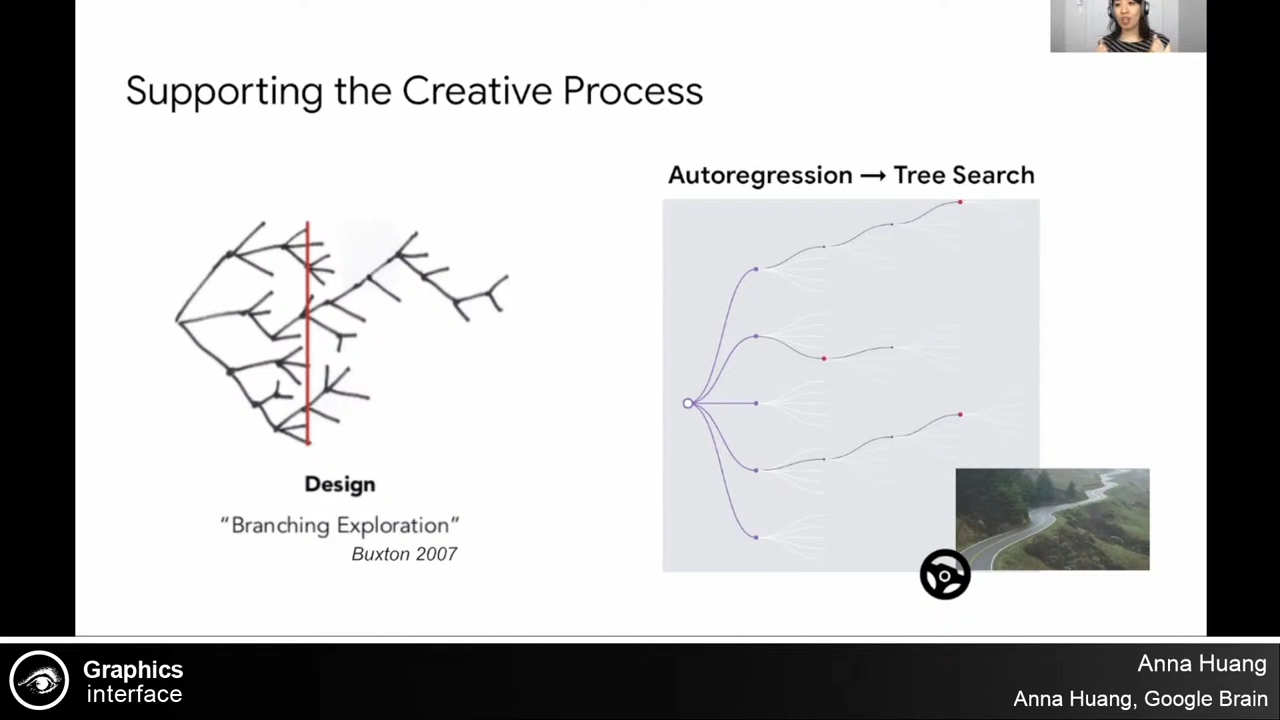 Supporting the Creative Process
Design
“Branching Exploration”
Buxton 2007
Autoregression → Tree Search
Graphics
interface
Anna Huang
Anna Huang, Google Brain